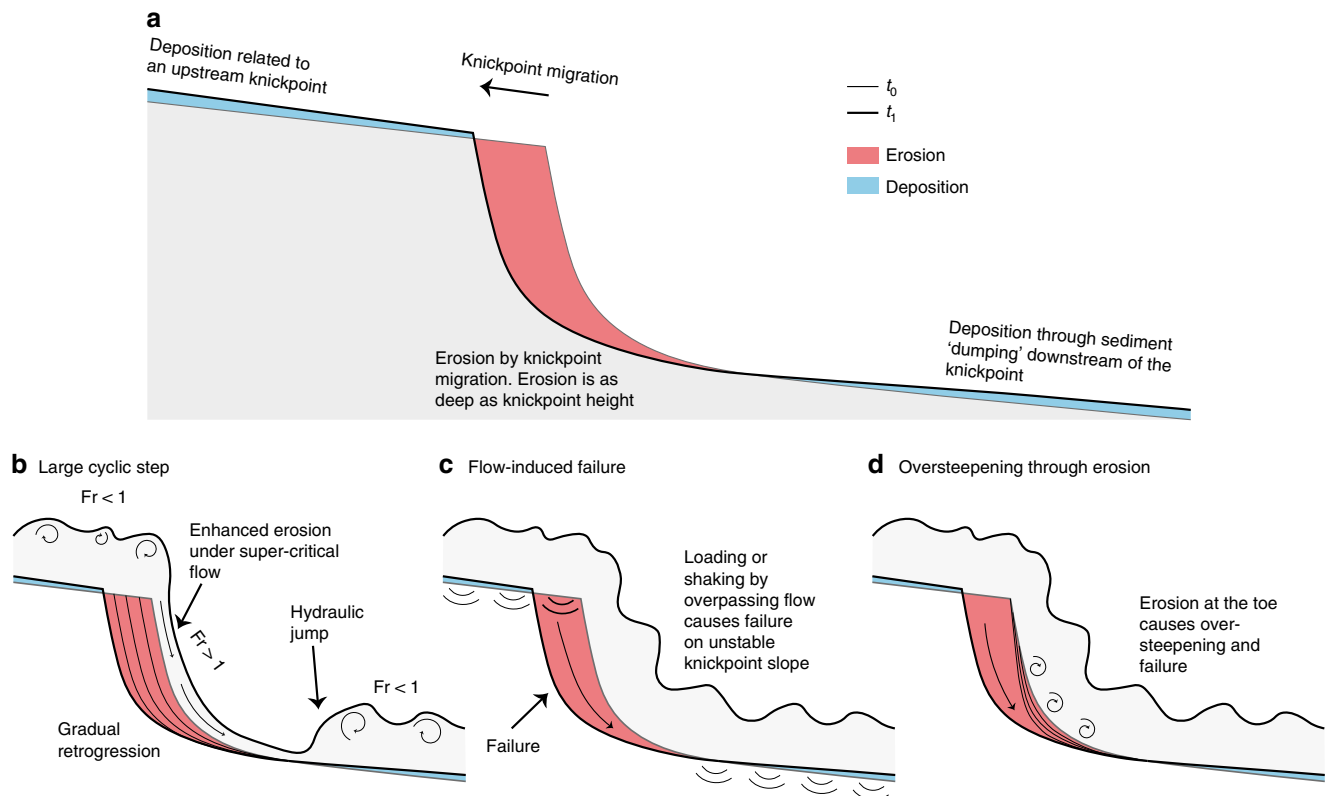 a
Deposition related to
an upstream knickpoint
Knickpoint migration
t0
t1
Erosion
Deposition
Erosion by knickpoint
migration. Erosion is as
deep as knickpoint height
Deposition through sediment
‘dumping’ downstream of the
knickpoint
b Large cyclic step
Fr < 1
Enhanced erosion
under super-critical
flow
Fr > 1
Hydraulic
jump
Fr < 1
Gradual
retrogression
c Flow-induced failure
Loading or
shaking by
overpassing flow
causes failure
on unstable
knickpoint slope
Failure
d Oversteepening through erosion
Erosion at the toe
causes over-
steepening and
failure